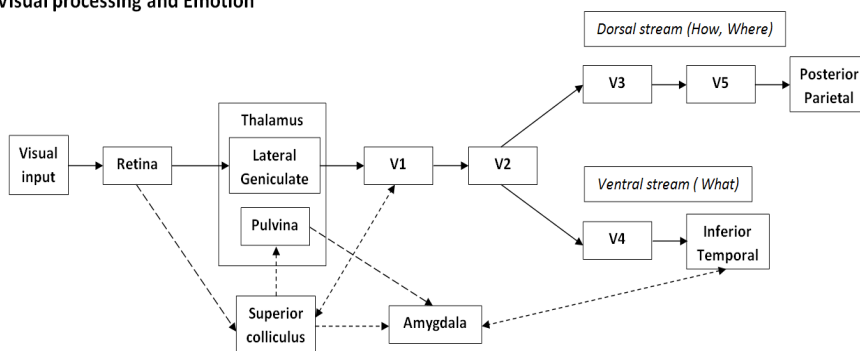 Visual processing and Emotion
Dorsal stream (How, Where)
V3
V5
Posterior
Parietal
Thalamus
Visual
input
Retina
Lateral
Geniculate
V1
V2
Ventral stream ( What)
Pulvina
V4
Inferior
Temporal
Superior
colliculus
Amygdala